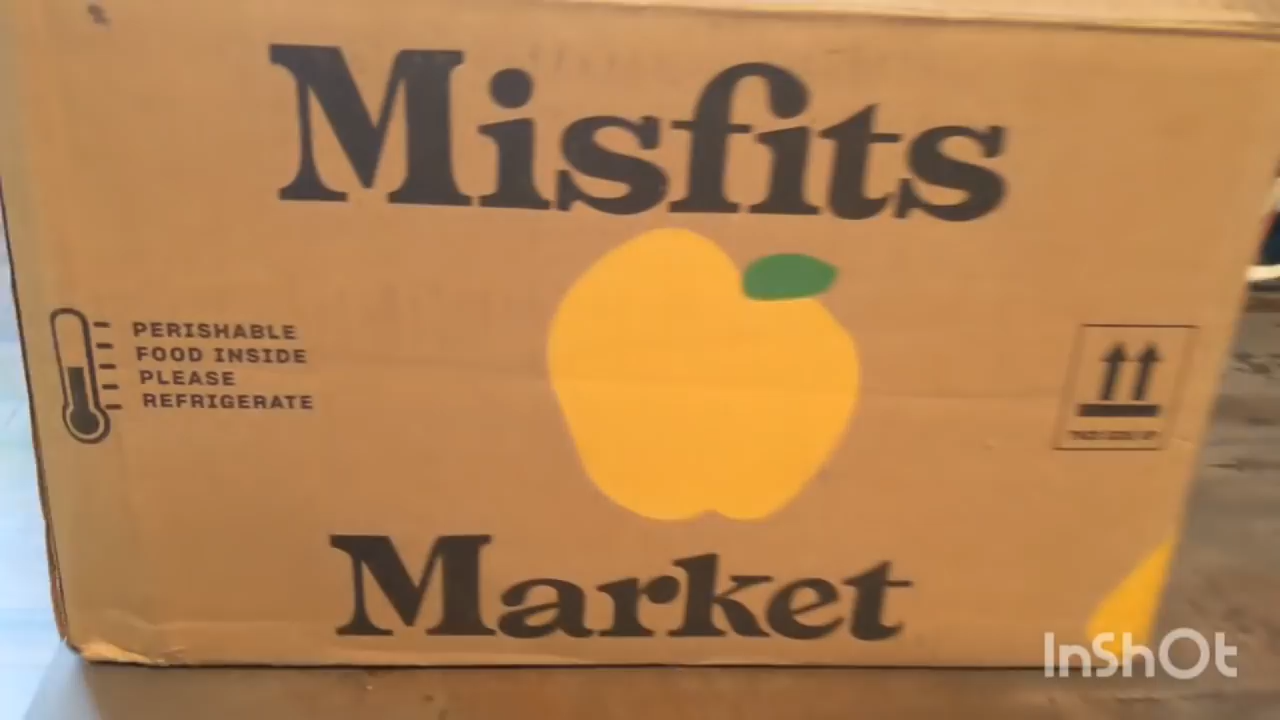 Misfits
PERISHABLE
FOOD INSIDE
PLEASE
REFRIGERATE
Market
InShOt